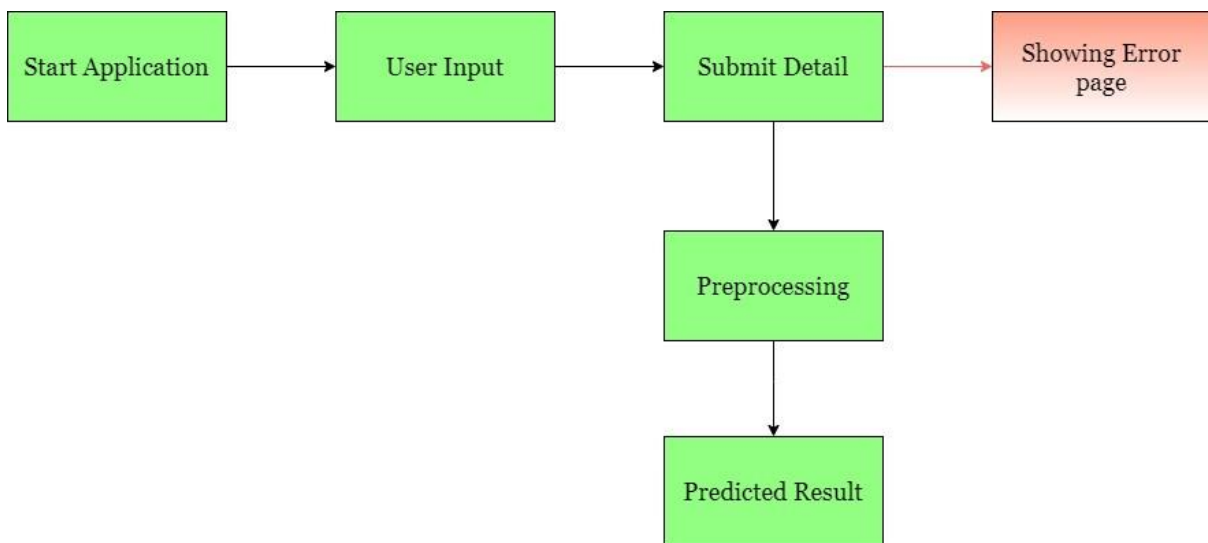 Start Application
User Input
Submit Detail
Showing Error
page
Preprocessing
Predicted Result